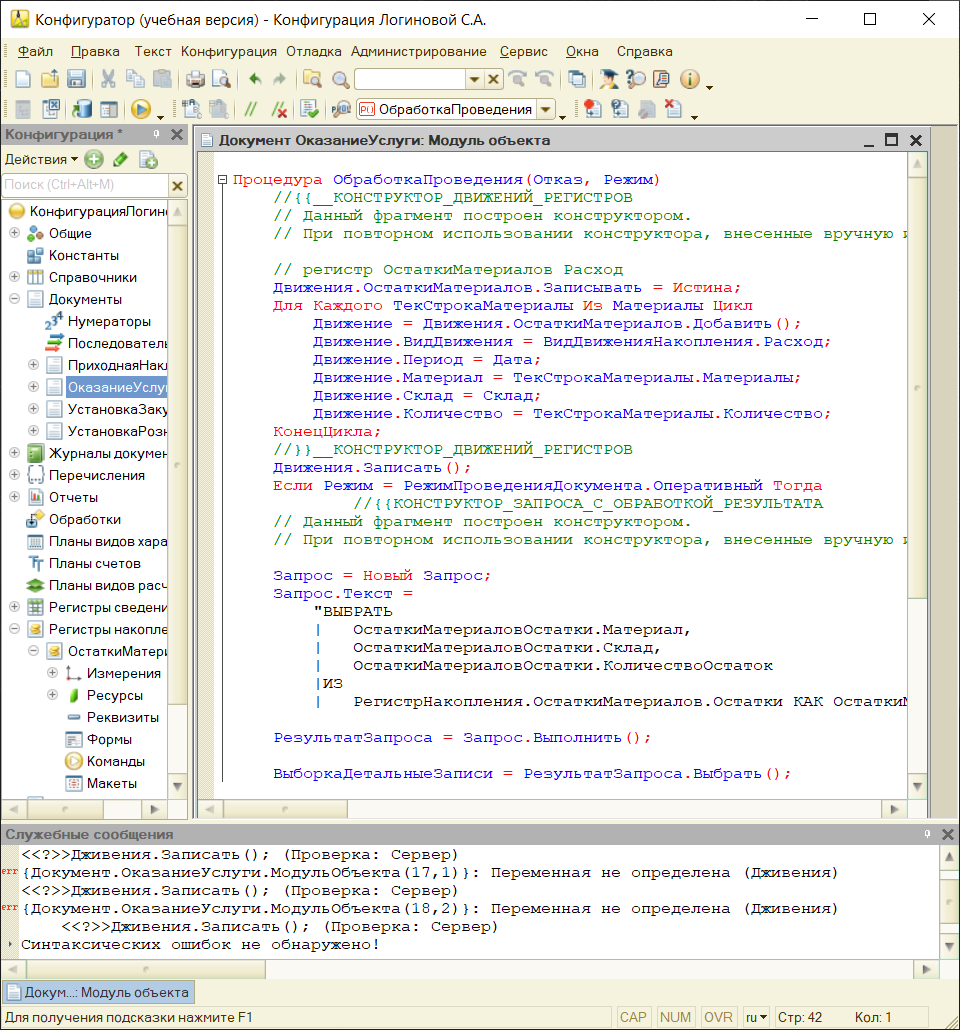 Конфигуратор (учебная версия) - Конфигурация Логиновой С.А.
Файл Правка Текст Конфигурация Отладка Администрирование Сервис Окна Справка
ОбработкаПроведения
Конфигурация *
Действия
Поиск (Ctrl+Alt+M)
КонфигурацияЛогин
Общие
Константы
Справочники
Документы
Нумераторы
Последователь
ПриходнаяНакл
ОказаниеУслуг
УстановкаЗаку
УстановкаРозн
Журналы докумен
Перечисления
Отчеты
Обработки
Планы видов хара
Планы счетов
Планы видов расч
Регистры сведени
Регистры накопле
ОстаткиМатери
Измерения
Ресурсы
Реквизиты
Формы
Команды
Макеты
Документ ОказаниеУслуги: Модуль объекта
Процедура ОбработкаПроведения(Отказ, Режим)
//{{__КОНСТРУКТОР_ДВИЖЕНИЙ_РЕГИСТРОВ
// Данный фрагмент построен конструктором.
// При повторном использовании конструктора, внесенные вручную и
// регистр ОстаткиМатериалов Расход
Движения.ОстаткиМатериалов.Записывать = Истина;
Для Каждого ТекСтрокаМатериалы Из Материалы Цикл
Движение = Движения.ОстаткиМатериалов.Добавить();
Движение.ВидДвижения = ВидДвиженияНакопления.Расход;
Движение.Период = Дата;
Движение.Материал = ТекСтрокаМатериалы.Материалы;
Движение.Склад = Склад;
Движение.Количество = ТекСтрокаМатериалы.Количество;
КонецЦикла;
//}}__КОНСТРУКТОР_ДВИЖЕНИЙ_РЕГИСТРОВ
Движения.Записать();
Если Режим = РежимПроведенияДокумента.Оперативный Тогда
//{{КОНСТРУКТОР_ЗАПРОСА_С_ОБРАБОТКОЙ_РЕЗУЛЬТАТА
// Данный фрагмент построен конструктором.
// При повторном использовании конструктора, внесенные вручную и
Запрос = Новый Запрос;
Запрос.Текст =
"ВЫБРАТЬ
| ОстаткиМатериаловОстатки.Материал,
| ОстаткиМатериаловОстатки.Склад,
| ОстаткиМатериаловОстатки.КоличествоОстаток
|ИЗ
| РегистрНакопления.ОстаткиМатериалов.Остатки КАК ОстаткиМ
РезультатЗапроса = Запрос.Выполнить();
ВыборкаДетальныеЗаписи = РезультатЗапроса.Выбрать();
Служебные сообщения
<<?>>Дживения.Записать(); (Проверка: Сервер)
err {Документ.ОказаниеУслуги.МодульОбъекта(17,1)}: Переменная не определена (Дживения)
<<?>>Дживения.Записать(); (Проверка: Сервер)
err {Документ.ОказаниеУслуги.МодульОбъекта(18,2)}: Переменная не определена (Дживения)
<<?>>Дживения.Записать(); (Проверка: Сервер)
Синтаксических ошибок не обнаружено!
Докум...: Модуль объекта
Для получения подсказки нажмите F1 CAP NUM OVR ru Стр: 42 Кол: 1